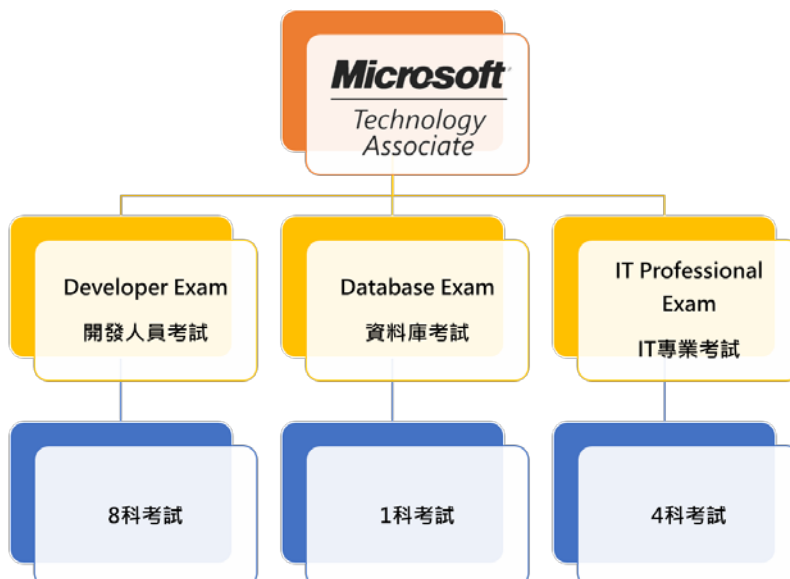 Microsoft
Technology
Associate
Developer Exam
開發人員考試
Database Exam
資料庫考試
IT Professional
Exam
IT專業考試
8科考試
1科考試
4科考試